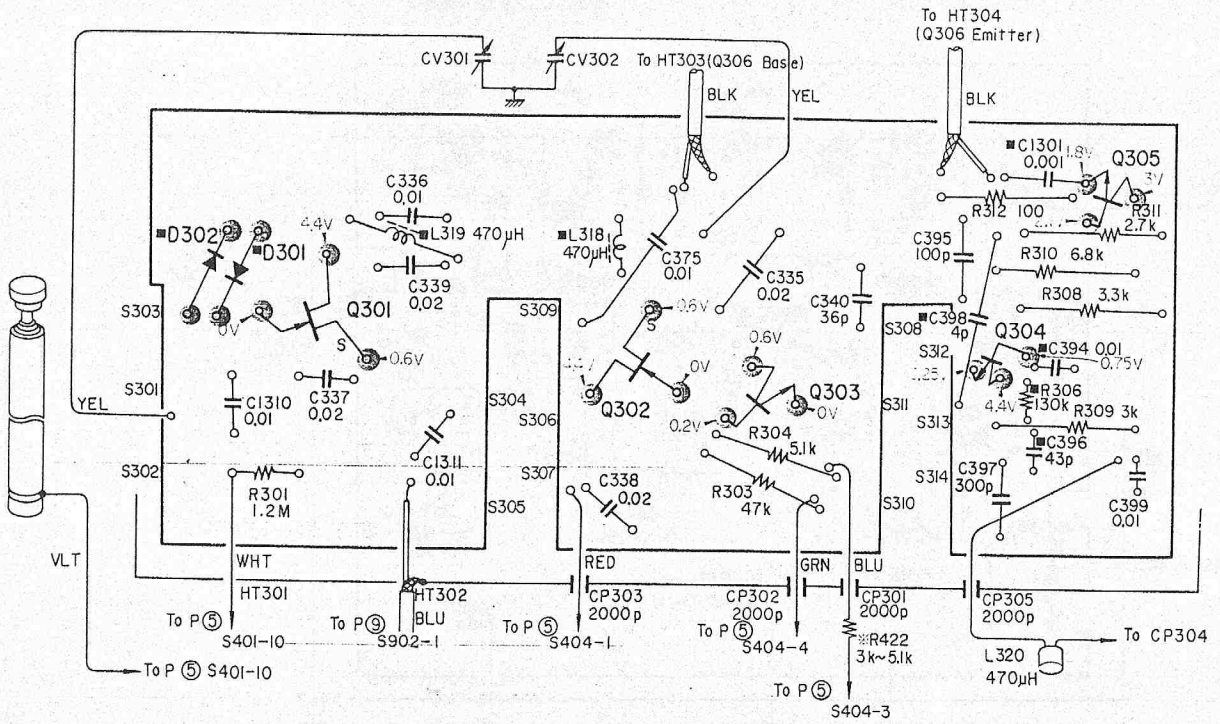 To HT304
(Q306 Emitter)
CV301
CV302
To HT303(Q306 Base)
BLK
YEL
BLK
■C1301
0.001
1.8V
Q305
3V
C336
0.01
4.4V
■L319 470μH
■D302
■D301
C339
0.02
■L318
470μH
C375
0.01
R312 100
R311
2.7k
C395
100p
R310 6.8k
C335
0.02
C340
36p
R308 3.3k
S303
0V
Q301
S
0.6V
S309
S
0.6V
S308
■C398
4p
Q304
S312
■C394 0.01
0.75V
0.6V
0V
Q302
Q303
0V
0.2V
4.4V
■R306
130k
R309 3k
S301
YEL
C1310
0.01
C337
0.02
S304
S306
S311
S313
R304
5.1k
■C396
43p
S302
R301
1.2M
C1311
0.01
S307
S305
C338
0.02
R303
47k
S310
S314
C397
300p
C399
0.01
VLT
WHT
RED
GRN
BLU
HT301
HT302
BLU
CP303
2000p
CP302
2000p
CP301
2000p
CP305
2000p
To P ⑤
S401-10
To P ⑨
S902-1
To P ⑤
S404-1
To P ⑤
S404-4
※R422
3k~5.1k
To CP304
L320
470μH
To P ⑤ S401-10
To P ⑤
S404-3